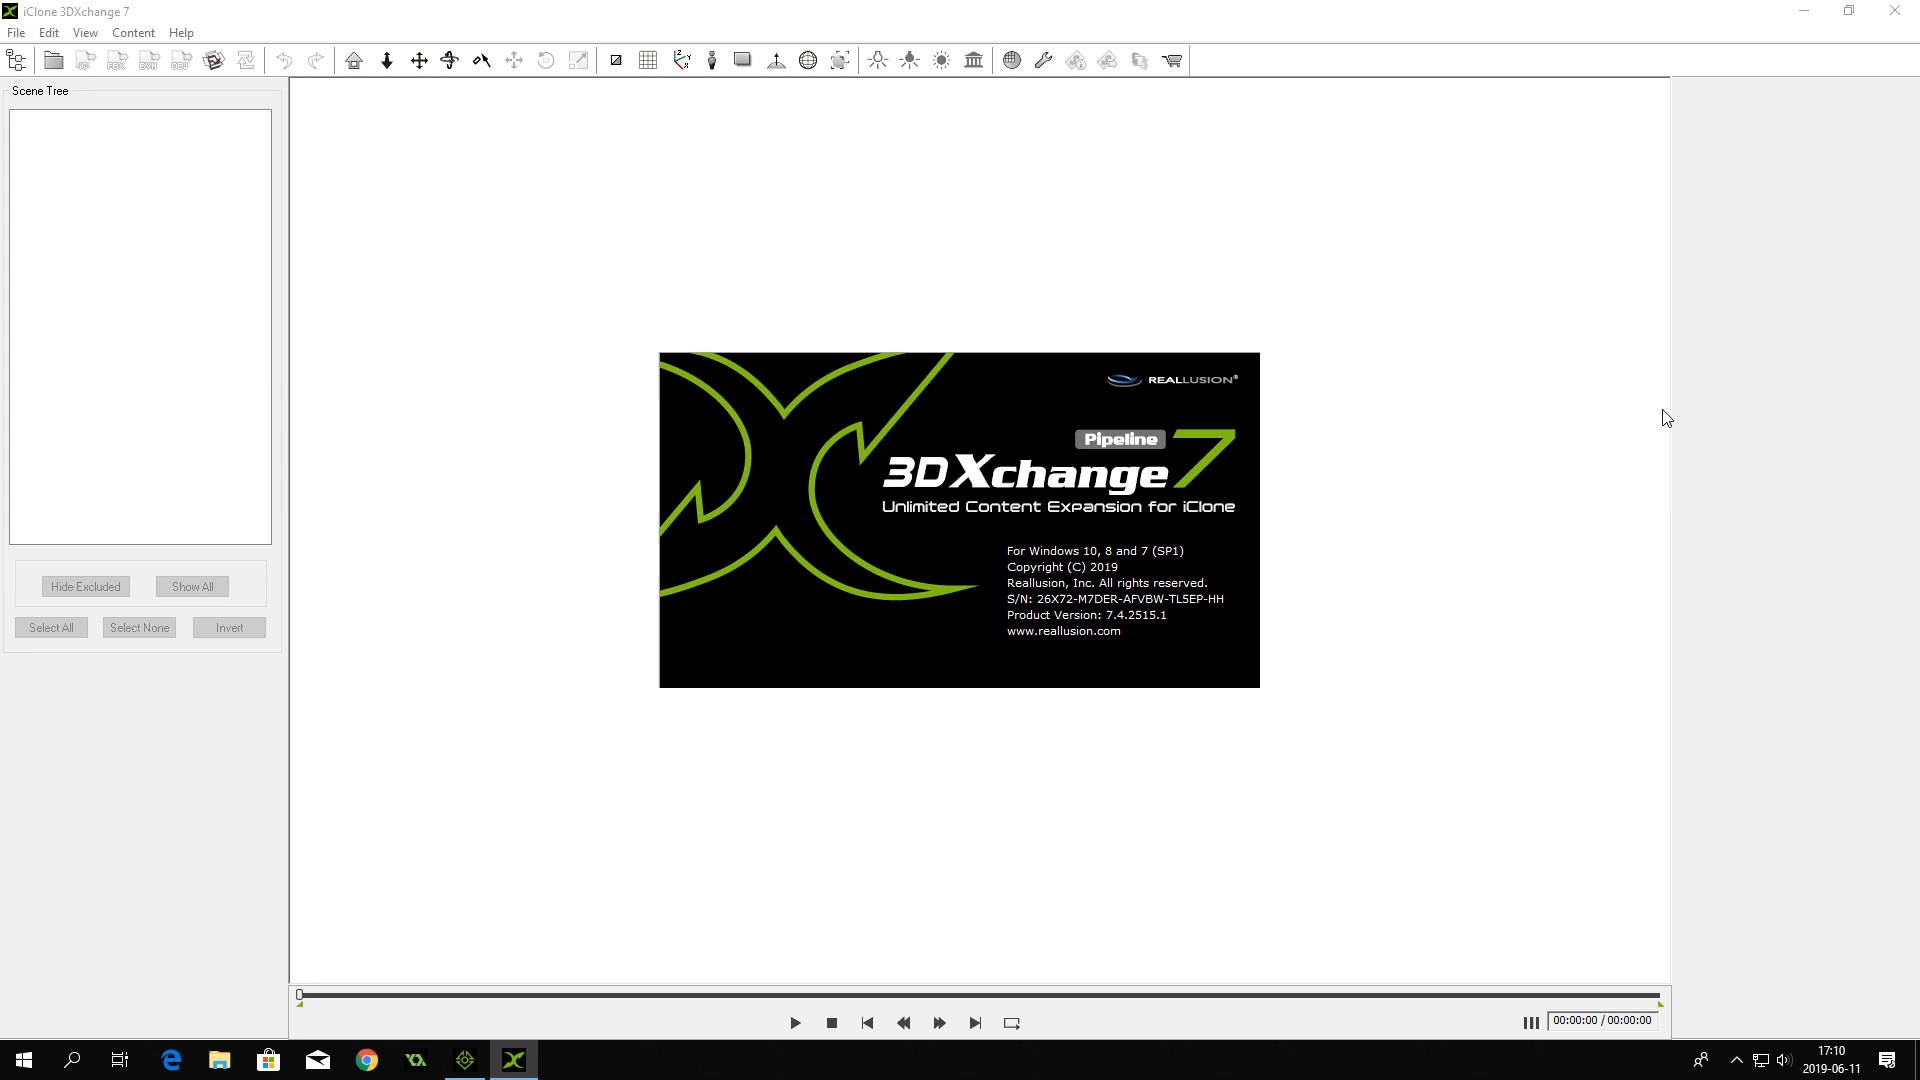 iClone 3DXchange 7
File Edit View Content Help
Scene Tree
Hide Excluded Show All
Select All Select None Invert
REALLUSION®
Pipeline 7
3DXchange
Unlimited Content Expansion for iClone
For Windows 10, 8 and 7 (SP1)
Copyright (C) 2019
Reallusion, Inc. All rights reserved.
S/N: 26X72-M7DER-AFVBW-TL5EP-HH
Product Version: 7.4.2515.1
www.reallusion.com
00:00:00 / 00:00:00
17:10
2019-06-11